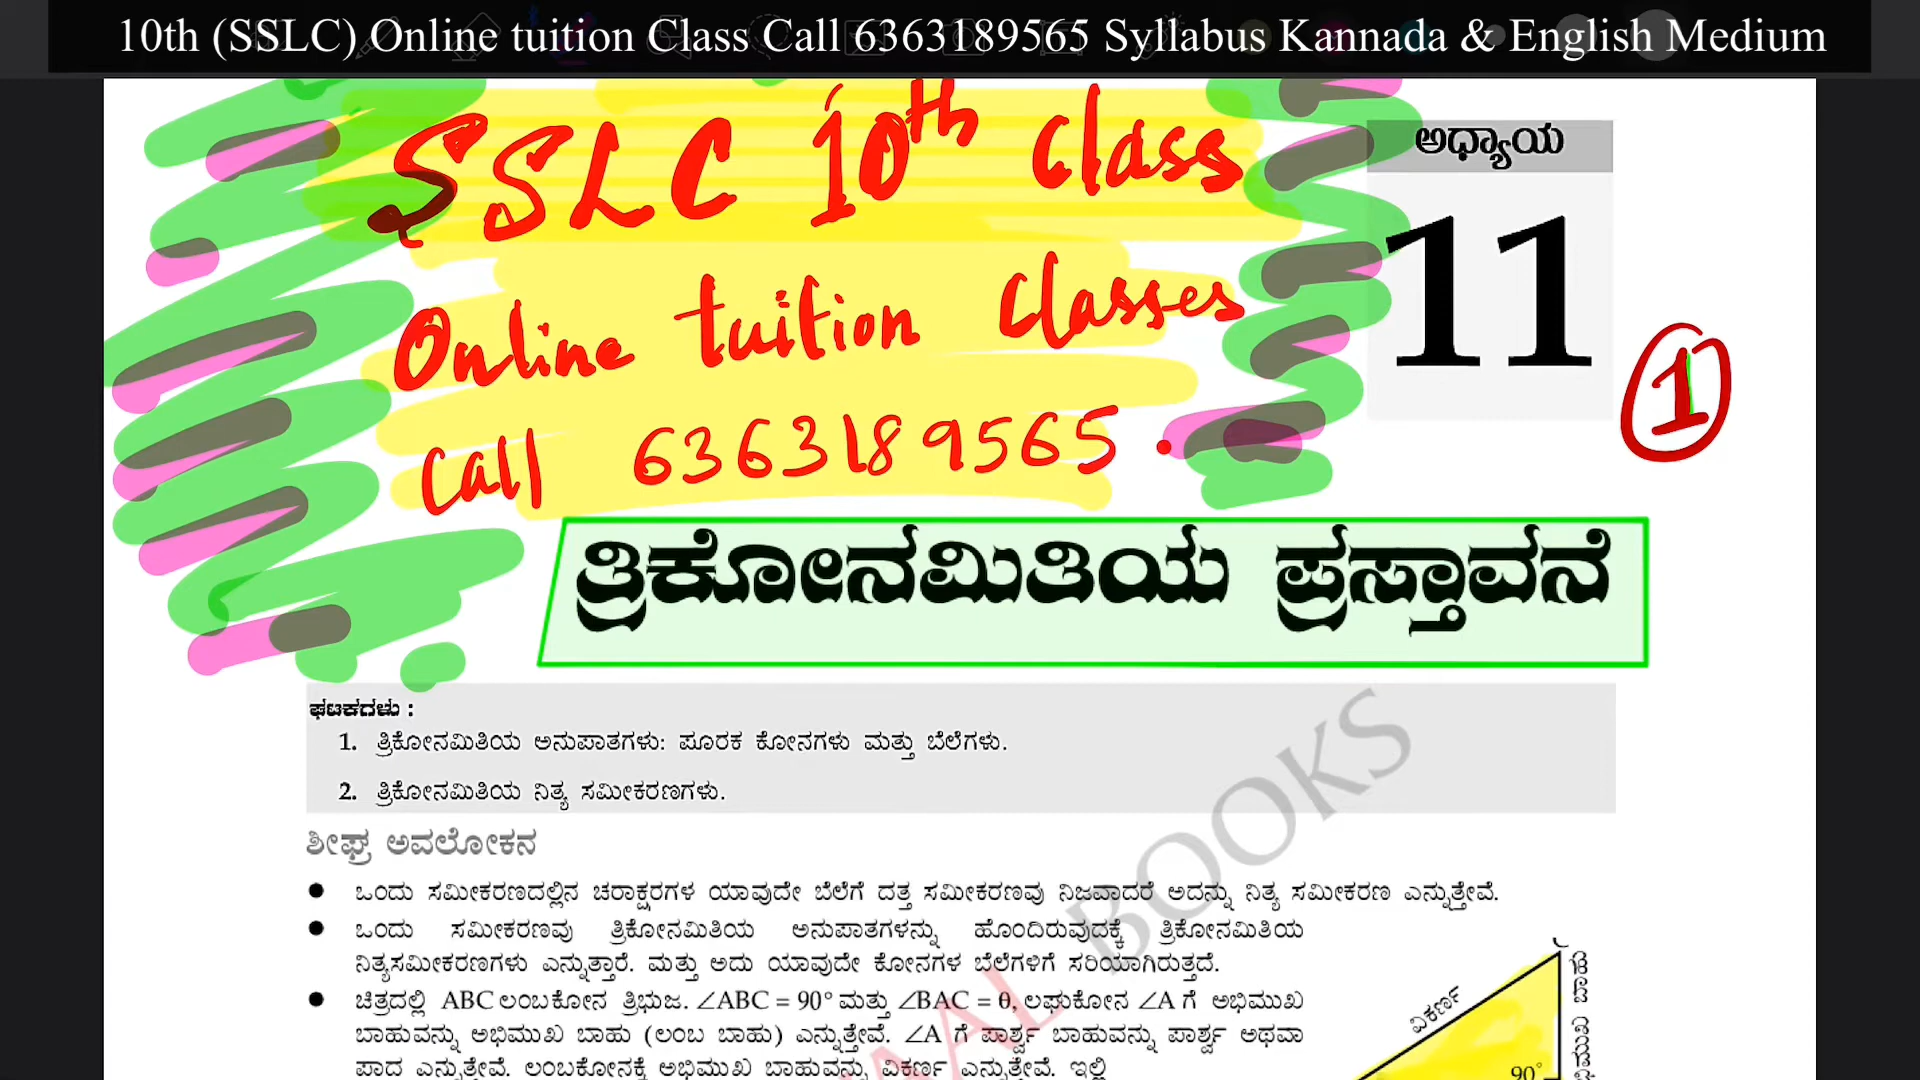 10th (SSLC) Online tuition Class Call 6363189565 Syllabus Kannada & English Medium
SSLC 10th Class
ಅಧ್ಯಾಯ
11
Online tuition Classes
1
Call 6363189565.
ತ್ರಿಕೋನಮಿತಿಯ ಪ್ರಸ್ತಾವನೆ
ಘಟಕಗಳು :
1. ತ್ರಿಕೋನಮಿತಿಯ ಅನುಪಾತಗಳು: ಪೂರಕ ಕೋನಗಳು ಮತ್ತು ಬೆಲೆಗಳು.
2. ತ್ರಿಕೋನಮಿತಿಯ ನಿತ್ಯ ಸಮೀಕರಣಗಳು.
ಶೀಘ್ರ ಅವಲೋಕನ
● ಒಂದು ಸಮೀಕರಣದಲ್ಲಿನ ಚರಾಕ್ಷರಗಳ ಯಾವುದೇ ಬೆಲೆಗೆ ದತ್ತ ಸಮೀಕರಣವು ನಿಜವಾದರೆ ಅದನ್ನು ನಿತ್ಯ ಸಮೀಕರಣ ಎನ್ನುತ್ತೇವೆ.
● ಒಂದು ಸಮೀಕರಣವು ತ್ರಿಕೋನಮಿತಿಯ ಅನುಪಾತಗಳನ್ನು ಹೊಂದಿರುವುದಕ್ಕೆ ತ್ರಿಕೋನಮಿತಿಯ
ನಿತ್ಯಸಮೀಕರಣಗಳು ಎನ್ನುತ್ತಾರೆ. ಮತ್ತು ಅದು ಯಾವುದೇ ಕೋನಗಳ ಬೆಲೆಗಳಿಗೆ ಸರಿಯಾಗಿರುತ್ತದೆ.
● ಚಿತ್ರದಲ್ಲಿ ABC ಲಂಬಕೋನ ತ್ರಿಭುಜ. ∠ABC = 90° ಮತ್ತು ∠BAC = θ, ಲಘುಕೋನ ∠A ಗೆ ಅಭಿಮುಖ
ಬಾಹುವನ್ನು ಅಭಿಮುಖ ಬಾಹು (ಲಂಬ ಬಾಹು) ಎನ್ನುತ್ತೇವೆ. ∠A ಗೆ ಪಾರ್ಶ್ವ ಬಾಹುವನ್ನು ಪಾರ್ಶ್ವ ಅಥವಾ
ಪಾದ ಎನ್ನುತ್ತೇವೆ. ಲಂಬಕೋನಕ್ಕೆ ಅಭಿಮುಖ ಬಾಹುವನ್ನು ವಿಕರ್ಣ ಎನ್ನುತ್ತೇವೆ. ಇಲ್ಲಿ
ವಿಕರ್ಣ
90°
BOOKS